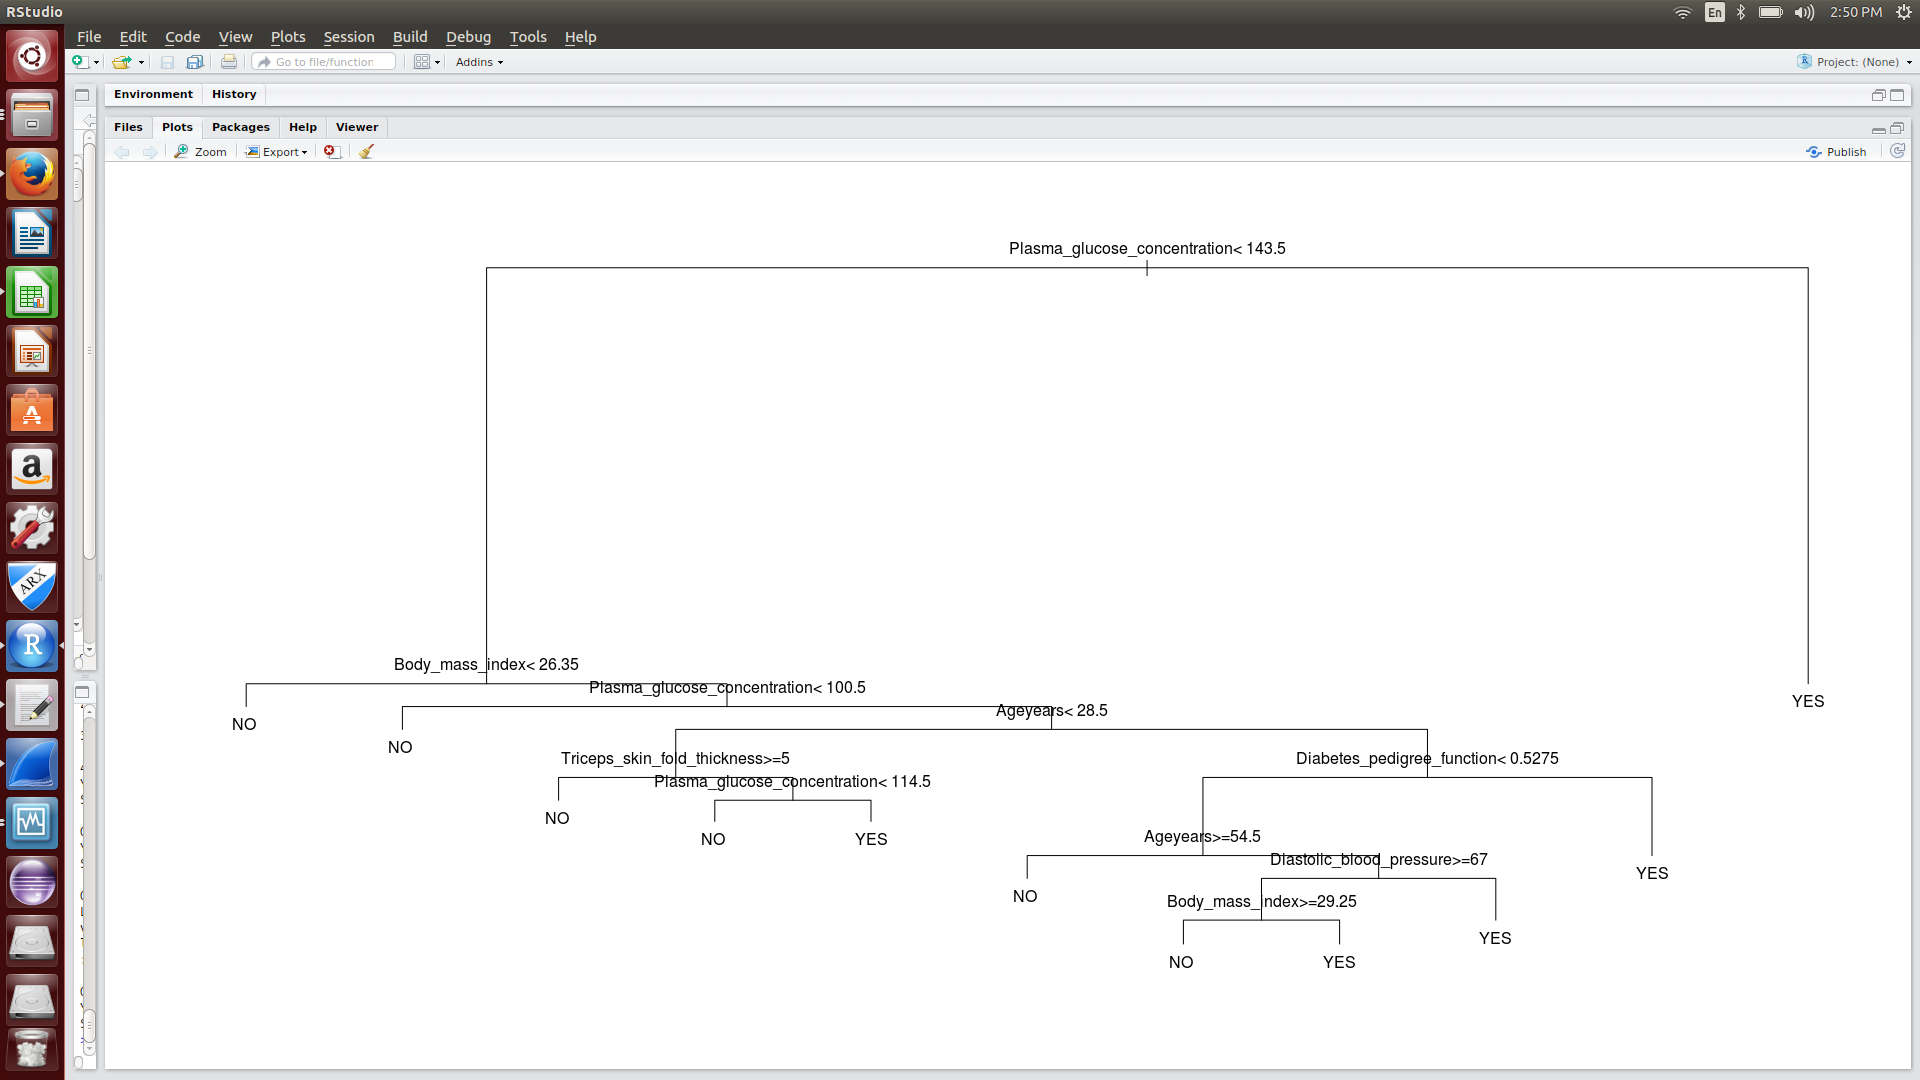 RStudio
En
2:50 PM
File Edit Code View Plots Session Build Debug Tools Help
Go to file/function
Addins
Project: (None)
Environment History
Files Plots Packages Help Viewer
Zoom Export Publish
Plasma_glucose_concentration< 143.5
Body_mass_index< 26.35
Plasma_glucose_concentration< 100.5
YES
Ageyears< 28.5
NO
NO
Triceps_skin_fold_thickness>=5
Diabetes_pedigree_function< 0.5275
Plasma_glucose_concentration< 114.5
NO
NO
YES
Ageyears>=54.5
Diastolic_blood_pressure>=67
YES
NO
Body_mass_index>=29.25
YES
NO
YES
a
ARX
R